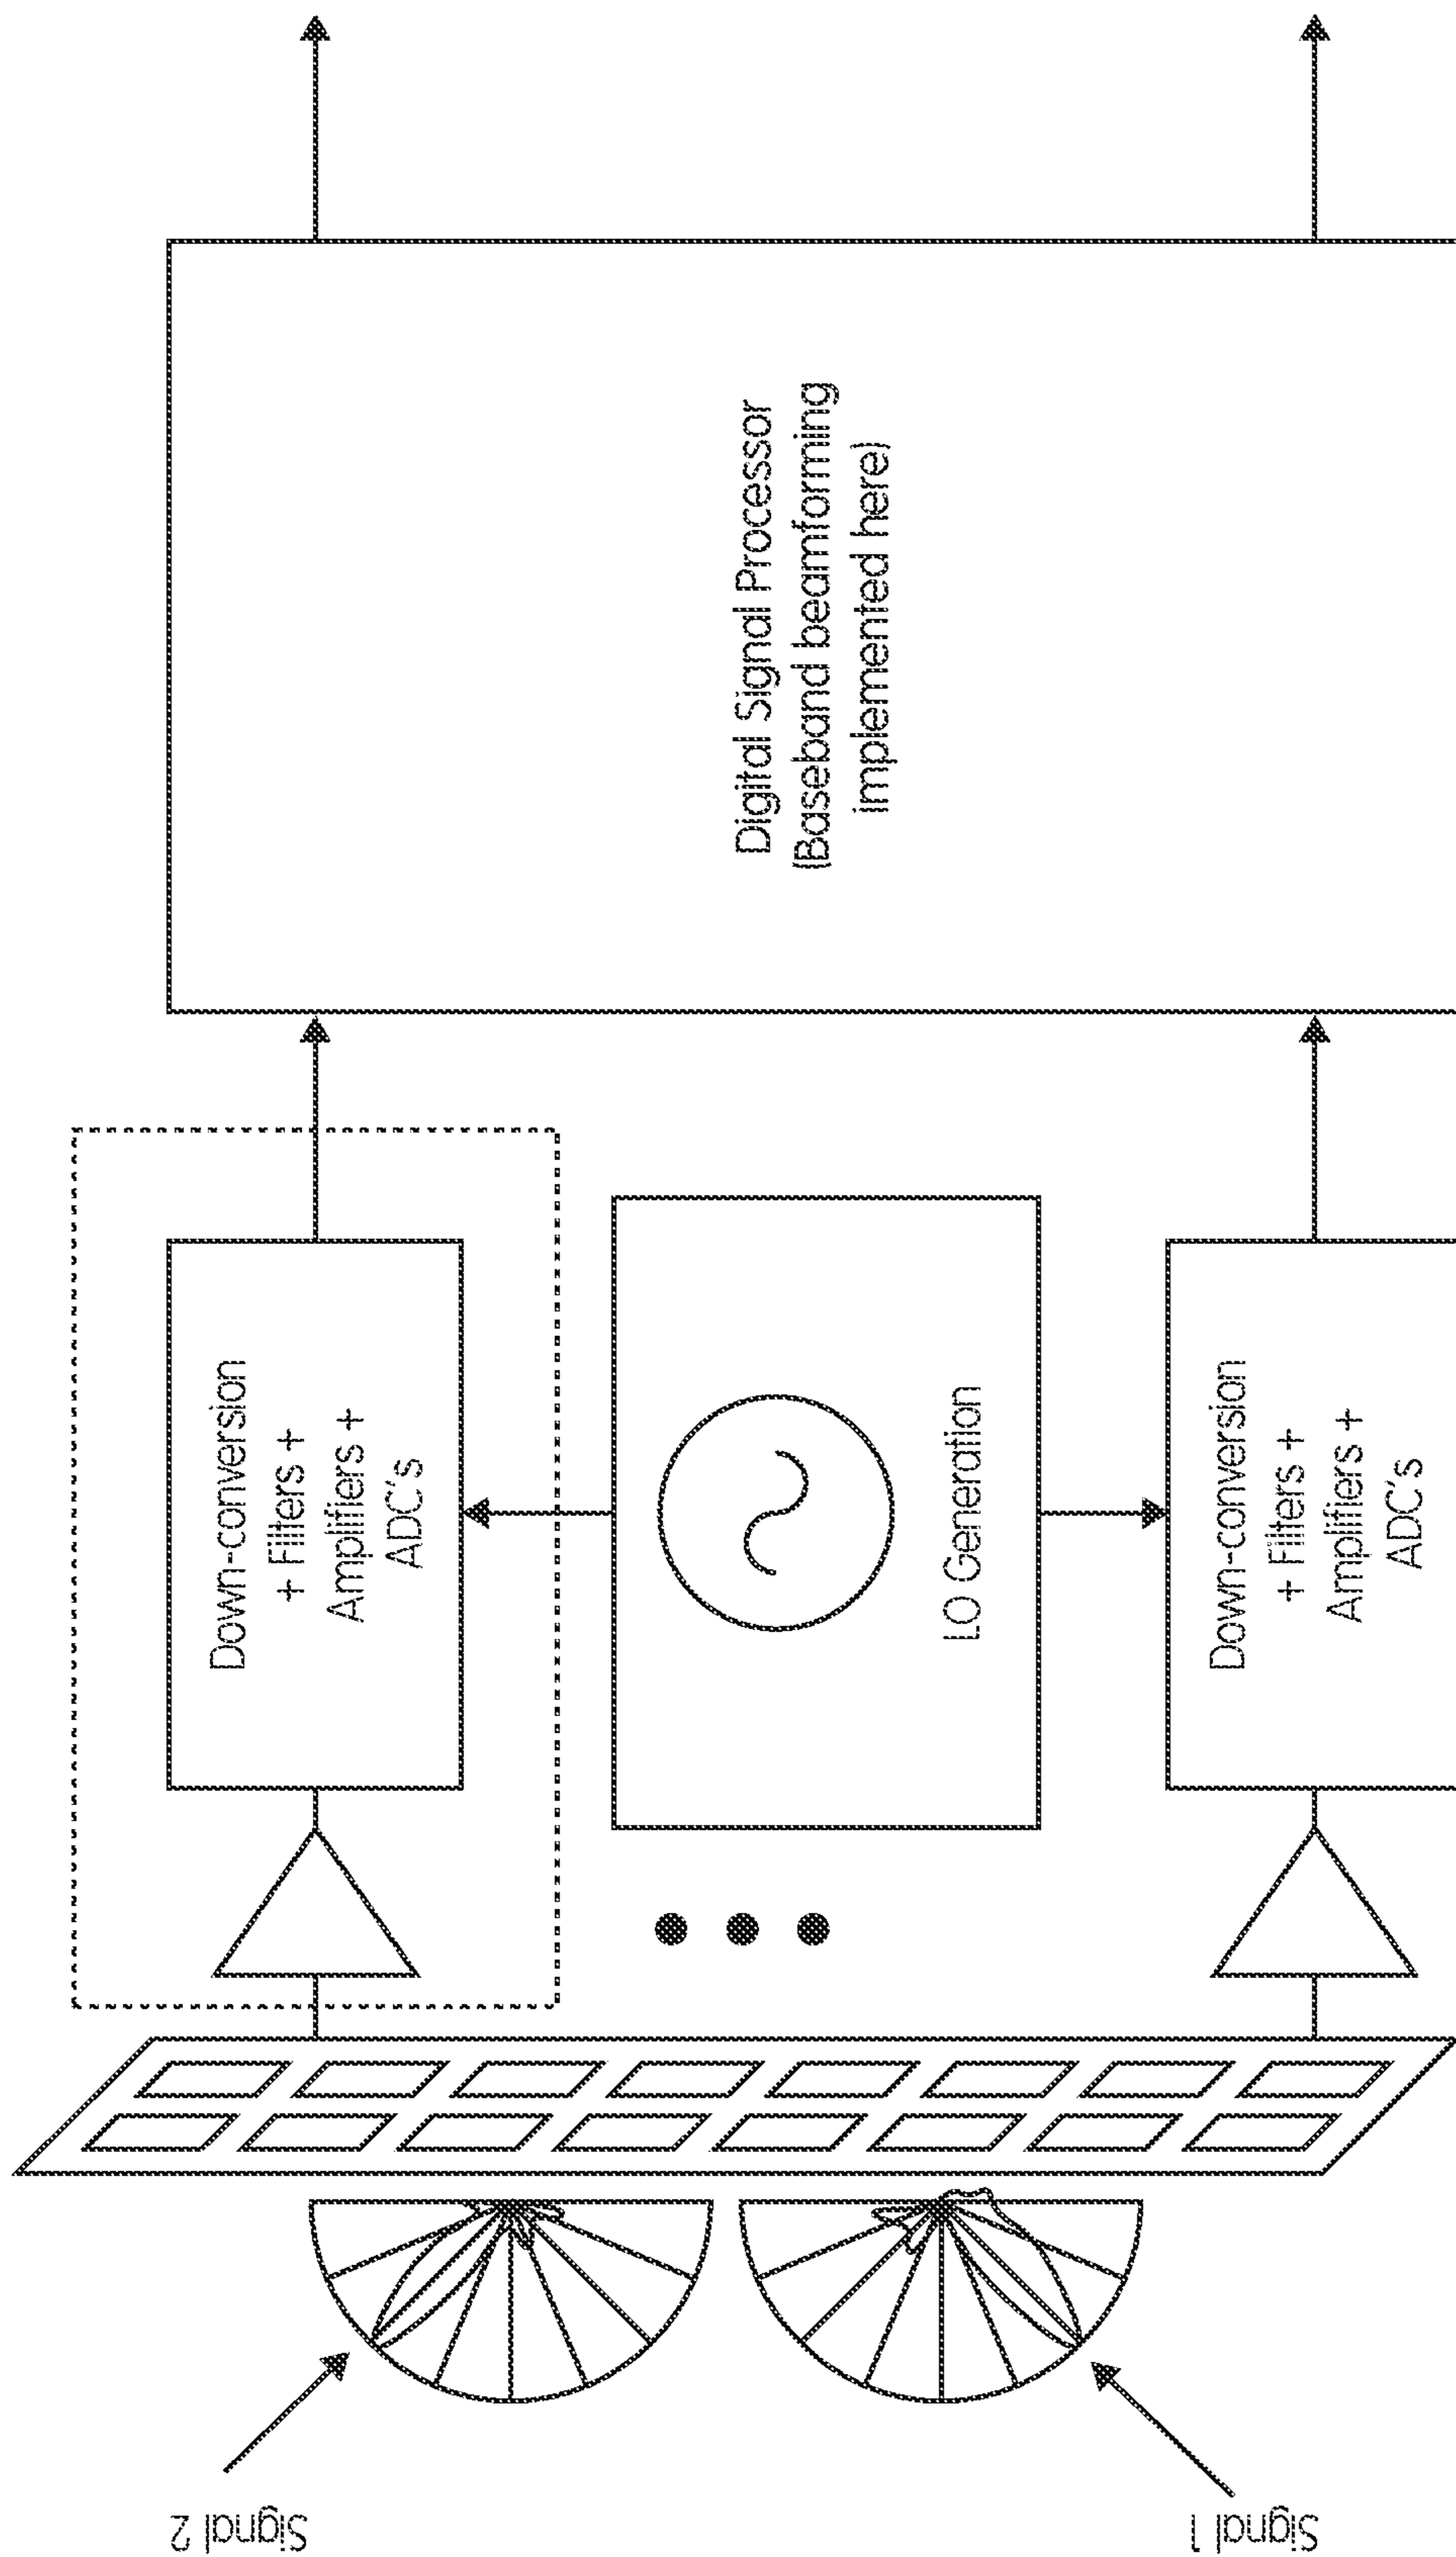 Digital Signal Processor
(Baseband beamforming
implemented here)
Down-conversion
+ Filters +
Amplifiers +
ADC's
LO Generation
Down-conversion
+ Filters +
Amplifiers +
ADC's
Signal 2
Signal 1